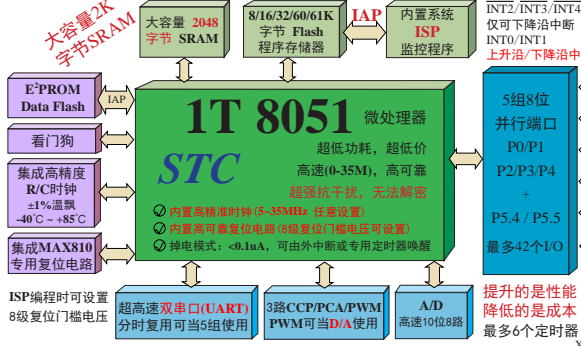 大容量2K
字节SRAM
大容量 2048
字节 SRAM
8/16/32/60/61K
字节 Flash
程序存储器
IAP
内置系统
ISP
监控程序
INT2/INT3/INT4
仅可下降沿中断
INT0/INT1
上升沿/下降沿中
E²PROM
Data Flash
IAP
看门狗
集成高精度
R/C时钟
±1%温飘
-40℃ ~ +85℃
集成MAX810
专用复位电路
1T 8051 微处理器
STC
超低功耗，超低价
高速(0-35M)，高可靠
超强抗干扰，无法解密
内置高精准时钟(5~35MHz 任意设置)
内置高可靠复位电路(8级复位门槛电压可设置)
掉电模式：<0.1uA，可由外中断或专用定时器唤醒
5组8位
并行端口
P0/P1
P2/P3/P4
+
P5.4 / P5.5
最多42个I/O
ISP编程时可设置
8级复位门槛电压
超高速双串口(UART)
分时复用可当5组使用
3路CCP/PCA/PWM
PWM可当D/A使用
A/D
高速10位8路
提升的是性能
降低的是成本
最多6个定时器